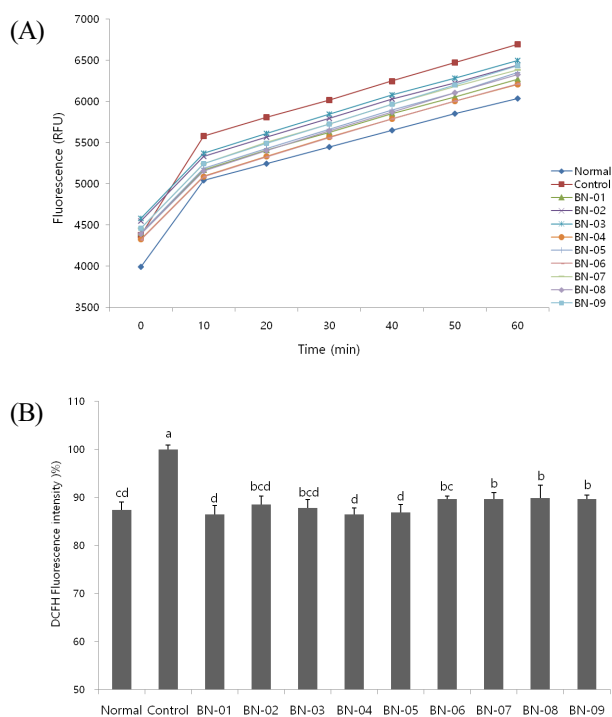 (A)
7000
6500
6000
5500
5000
4500
4000
3500
Fluorescence (RFU)
0 10 20 30 40 50 60
Time (min)
Normal
Control
BN-01
BN-02
BN-03
BN-04
BN-05
BN-06
BN-07
BN-08
BN-09
(B)
110
100
90
80
70
60
50
DCFH Fluorescence intensity )%)
cd a d bcd bcd d d bc b b b
Normal Control BN-01 BN-02 BN-03 BN-04 BN-05 BN-06 BN-07 BN-08 BN-09